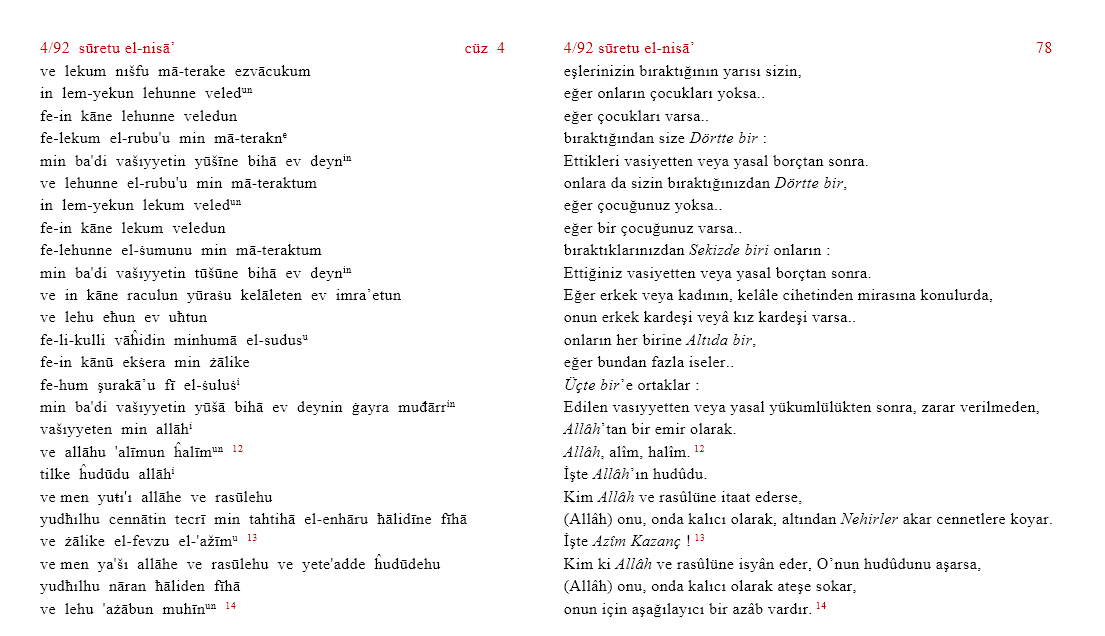 4/92 sūretu el-nisā’ cüz 4
ve lekum nıšfu mā-terake ezvācukum
in lem-yekun lehunne veledᵘⁿ
fe-in kāne lehunne veledun
fe-lekum el-rubu'u min mā-teraknᵉ
min ba'di vašıyyetin yūšīne bihā ev deynⁱⁿ
ve lehunne el-rubu'u min mā-teraktum
in lem-yekun lekum veledᵘⁿ
fe-in kāne lekum veledun
fe-lehunne el-śumunu min mā-teraktum
min ba'di vašıyyetin tūšūne bihā ev deynⁱⁿ
ve in kāne raculun yūraśu kelāleten ev imra’etun
ve lehu eħun ev uħtun
fe-li-kulli vāĥidin minhumā el-sudusᵘ
fe-in kānū ekśera min żālike
fe-hum şurakā’u fī el-śuluśⁱ
min ba'di vašıyyetin yūšā bihā ev deynin ġayra muđārrⁱⁿ
vašıyyeten min allāhⁱ
ve allāhu 'alīmun ĥalīmᵘⁿ 12
tilke ĥudūdu allāhⁱ
ve men yuŧı'ı allāhe ve rasūlehu
yudħılhu cennātin tecrī min tahtihā el-enhāru ħālidīne fīhā
ve żālike el-fevzu el-'ažīmᵘ 13
ve men ya'šı allāhe ve rasūlehu ve yete'adde ĥudūdehu
yudħılhu nāran ħāliden fīhā
ve lehu 'ażābun muhīnᵘⁿ 14
4/92 sūretu el-nisā’ 78
eşlerinizin bıraktığının yarısı sizin,
eğer onların çocukları yoksa..
eğer çocukları varsa..
bıraktığından size Dörtte bir :
Ettikleri vasiyetten veya yasal borçtan sonra.
onlara da sizin bıraktığınızdan Dörtte bir,
eğer çocuğunuz yoksa..
eğer bir çocuğunuz varsa..
bıraktıklarınızdan Sekizde biri onların :
Ettiğiniz vasiyetten veya yasal borçtan sonra.
Eğer erkek veya kadının, kelâle cihetinden mirasına konulurda,
onun erkek kardeşi veyâ kız kardeşi varsa..
onların her birine Altıda bir,
eğer bundan fazla iseler..
Üçte bir’e ortaklar :
Edilen vasıyyetten veya yasal yükümlülükten sonra, zarar verilmeden,
Allâh’tan bir emir olarak.
Allâh, alîm, halîm. 12
İşte Allâh’ın hudûdu.
Kim Allâh ve rasûlüne itaat ederse,
(Allâh) onu, onda kalıcı olarak, altından Nehirler akar cennetlere koyar.
İşte Azîm Kazanç ! 13
Kim ki Allâh ve rasûlüne isyân eder, O’nun hudûdunu aşarsa,
(Allâh) onu, onda kalıcı olarak ateşe sokar,
onun için aşağılayıcı bir azâb vardır. 14